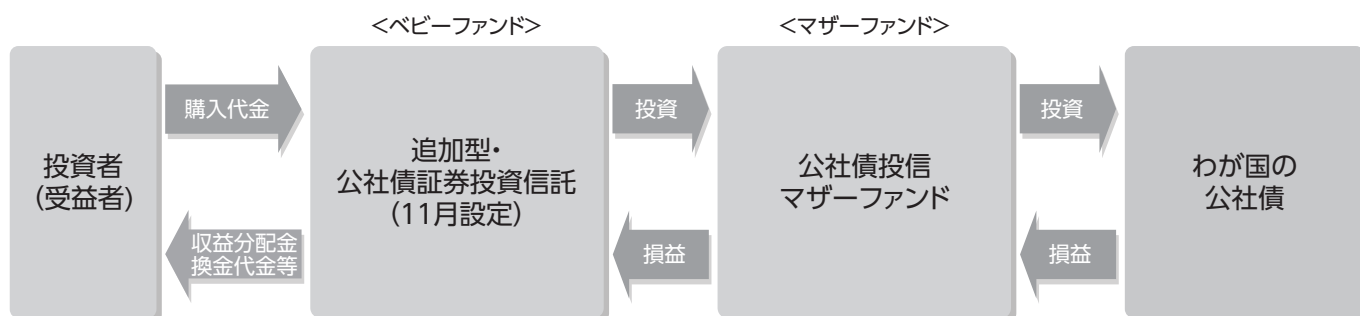 <ベビーファンド>
<マザーファンド>
投資者
(受益者)
購入代金
収益分配金
換金代金等
追加型・
公社債証券投資信託
(11月設定)
投資
損益
公社債投信
マザーファンド
投資
損益
わが国の
公社債